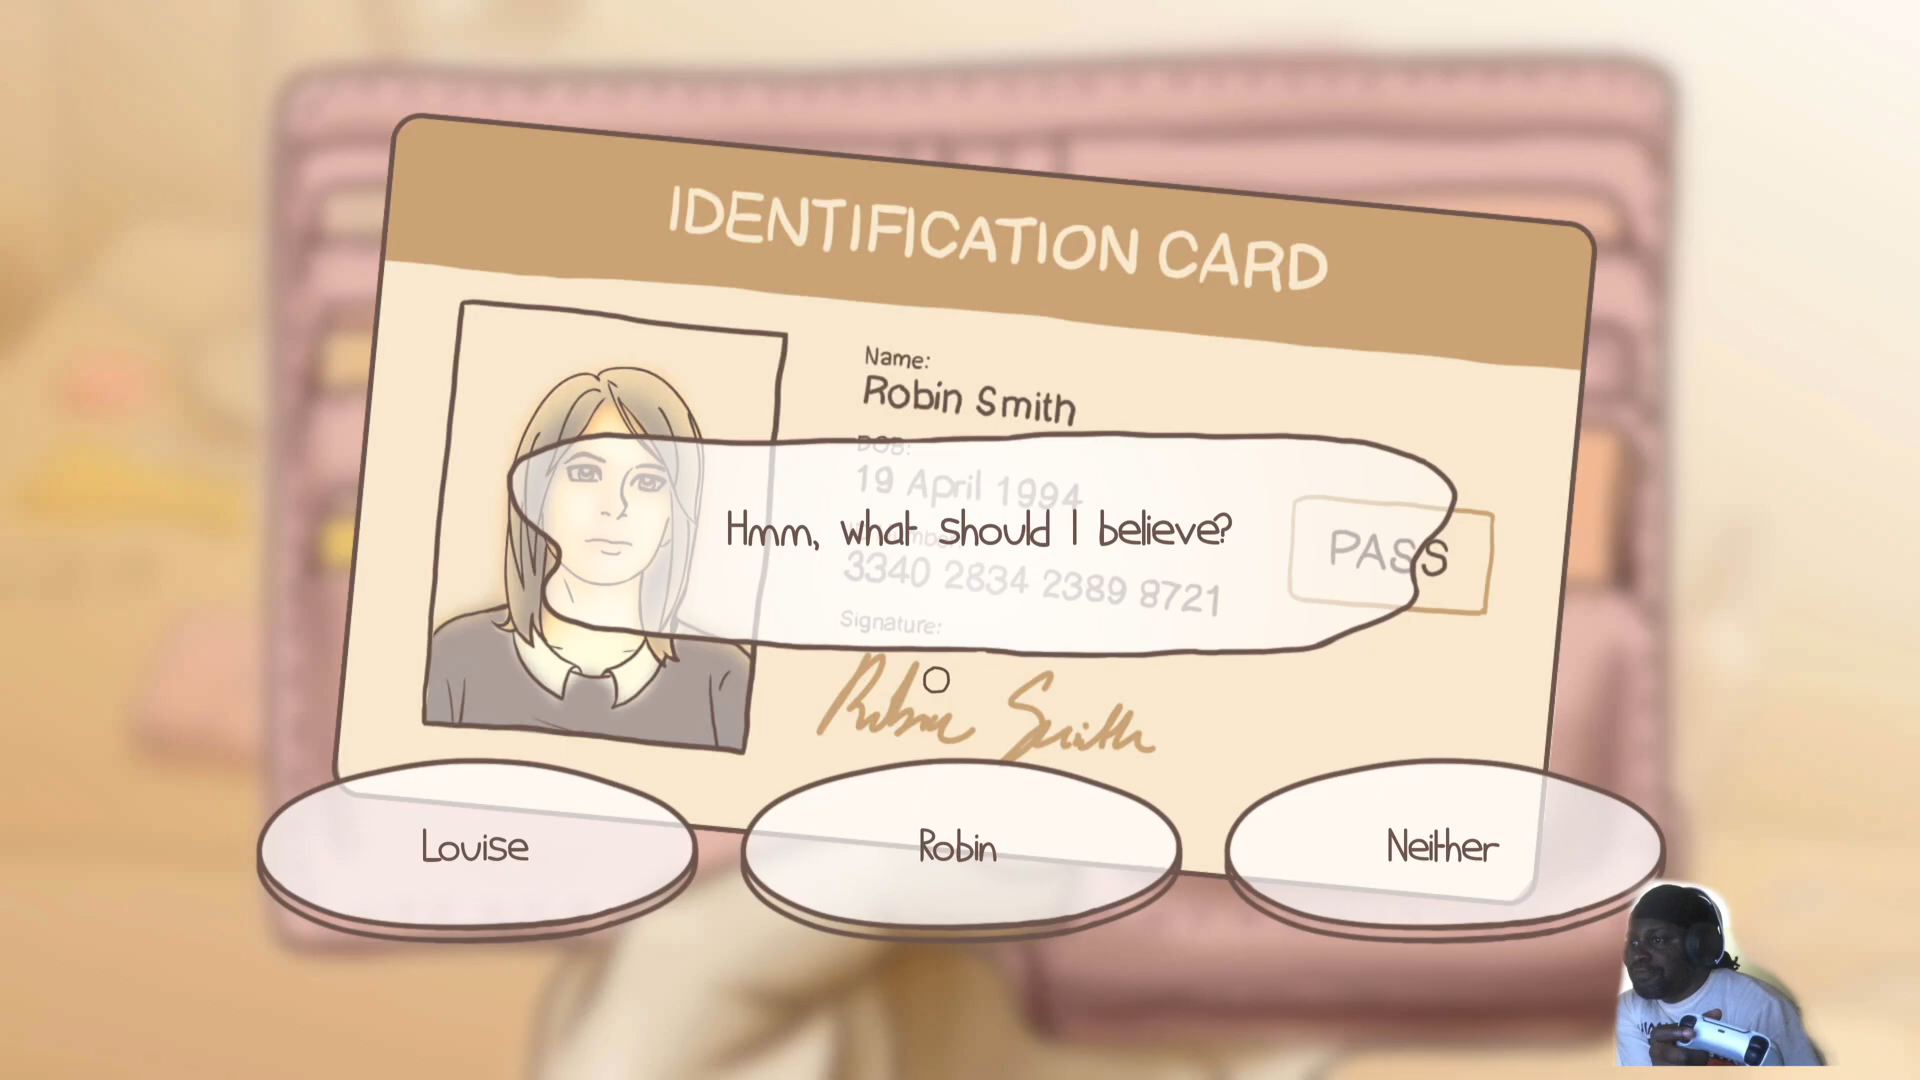 IDENTIFICATION CARD
Name:
Robin Smith
DOB:
19 April 1994
Hmm, what should I believe?
3340 2834 2389 8721
PASS
Signature:
Robin Smith
Louise
Robin
Neither